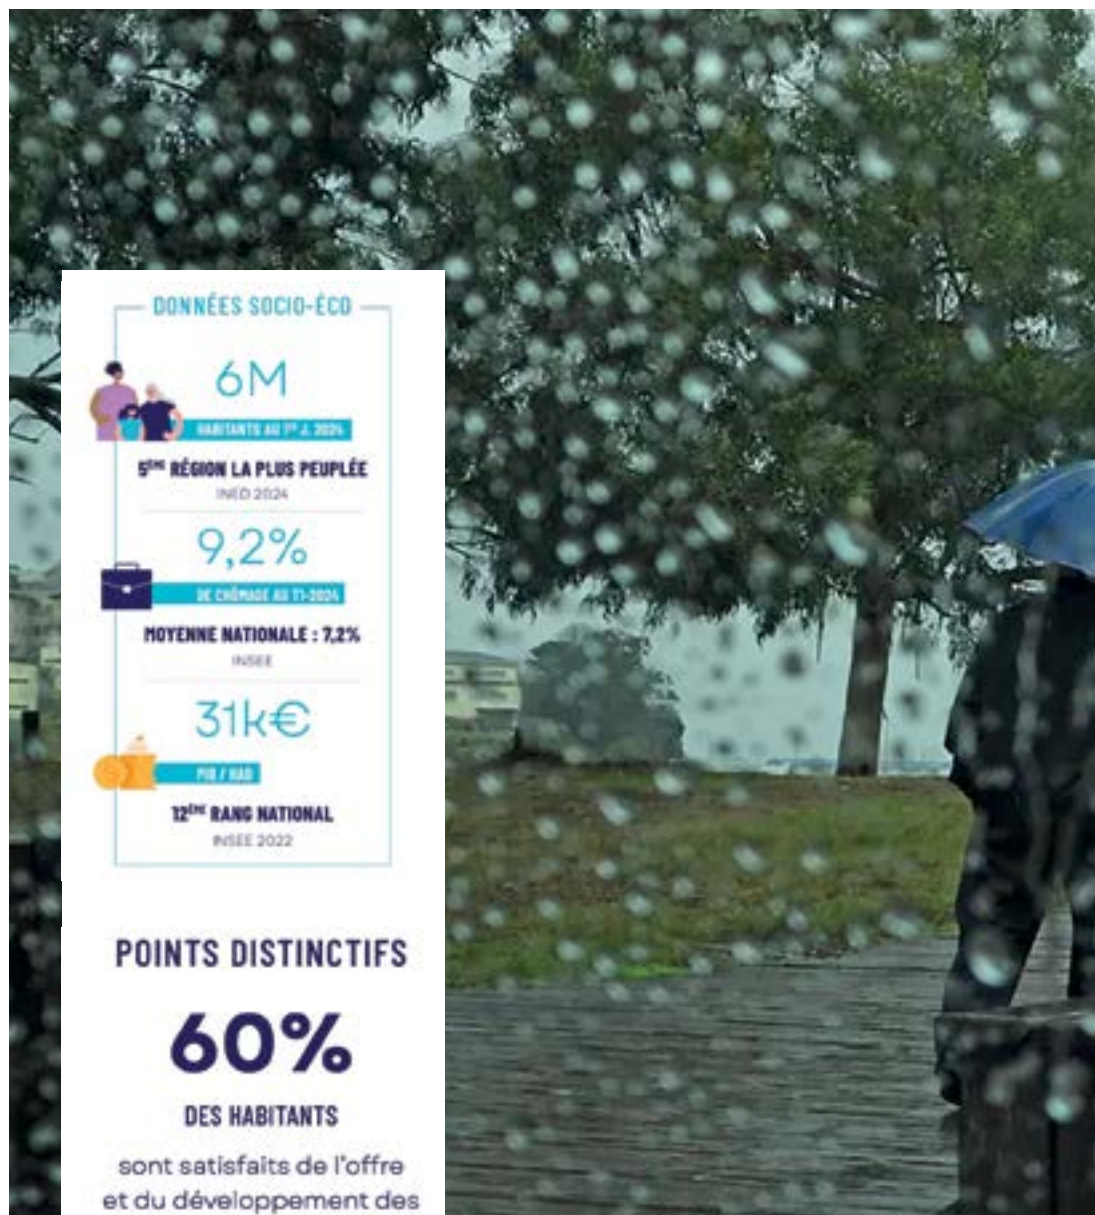 DONNÉES SOCIO-ÉCO
6M
HABITANTS AU 1ER J. 2024
5ÈME RÉGION LA PLUS PEUPLÉE
INED 2024
9,2%
DE CHÔMAGE AU T1-2024
MOYENNE NATIONALE : 7,2%
INSEE
31k€
PIB / HAB
12ÈME RANG NATIONAL
INSEE 2022
POINTS DISTINCTIFS
60%
DES HABITANTS
sont satisfaits de l'offre
et du développement des